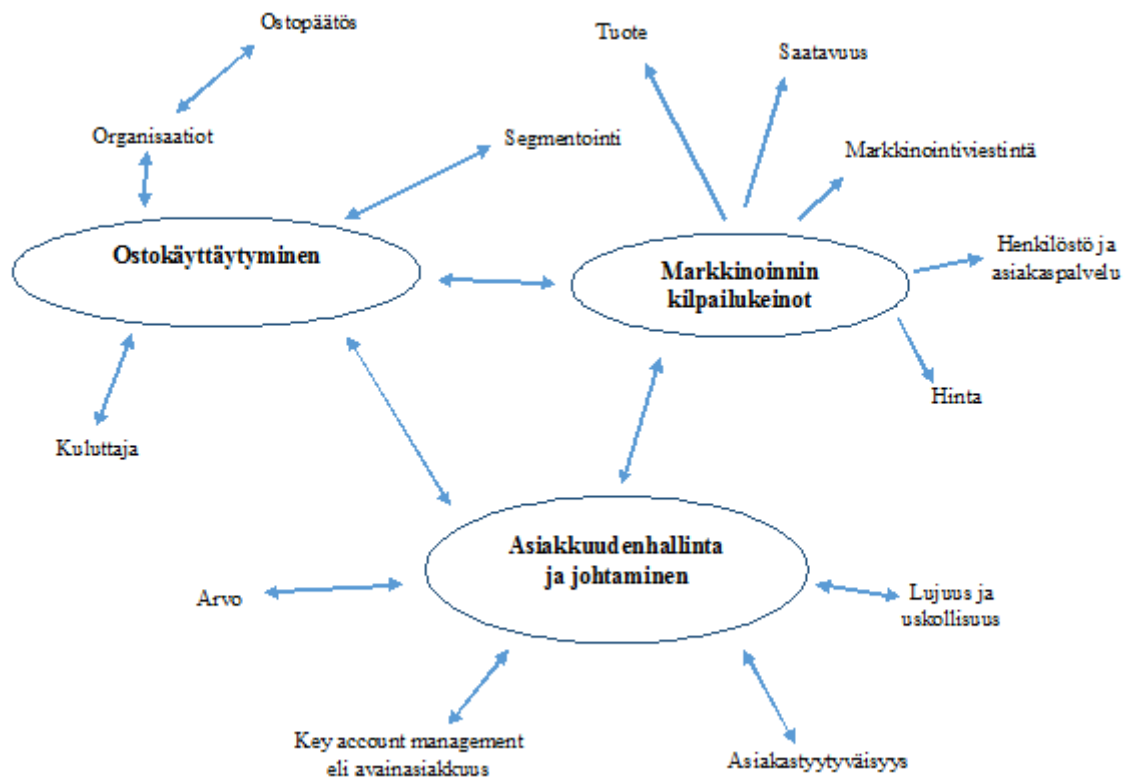 Ostopäätös
Tuote
Saatavuus
Organisaatiot
Segmentointi
Markkinointiviestintä
Ostokäyttäytyminen
Markkinoinnin
kilpailukeinot
Henkilöstö ja
asiakaspalvelu
Hinta
Kuluttaja
Asiakkuudenhallinta
ja johtaminen
Arvo
Lujuus ja
uskollisuus
Key account management
eli avainasiakkuus
Asiakastyytyväisyys